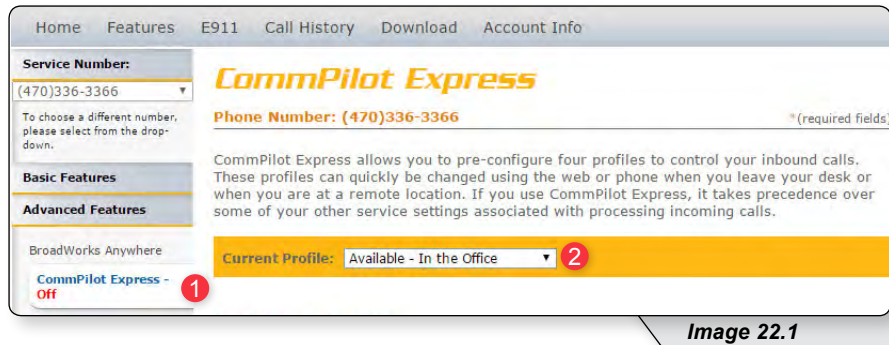 Home Features E911 Call History Download Account Info
Service Number:
(470)336-3366
To choose a different number,
please select from the drop-
down.
Basic Features
Advanced Features
BroadWorks Anywhere
CommPilot Express -
Off
1
CommPilot Express
Phone Number: (470)336-3366
*(required fields)
CommPilot Express allows you to pre-configure four profiles to control your inbound calls.
These profiles can quickly be changed using the web or phone when you leave your desk or
when you are at a remote location. If you use CommPilot Express, it takes precedence over
some of your other service settings associated with processing incoming calls.
Current Profile: Available - In the Office 2
Image 22.1